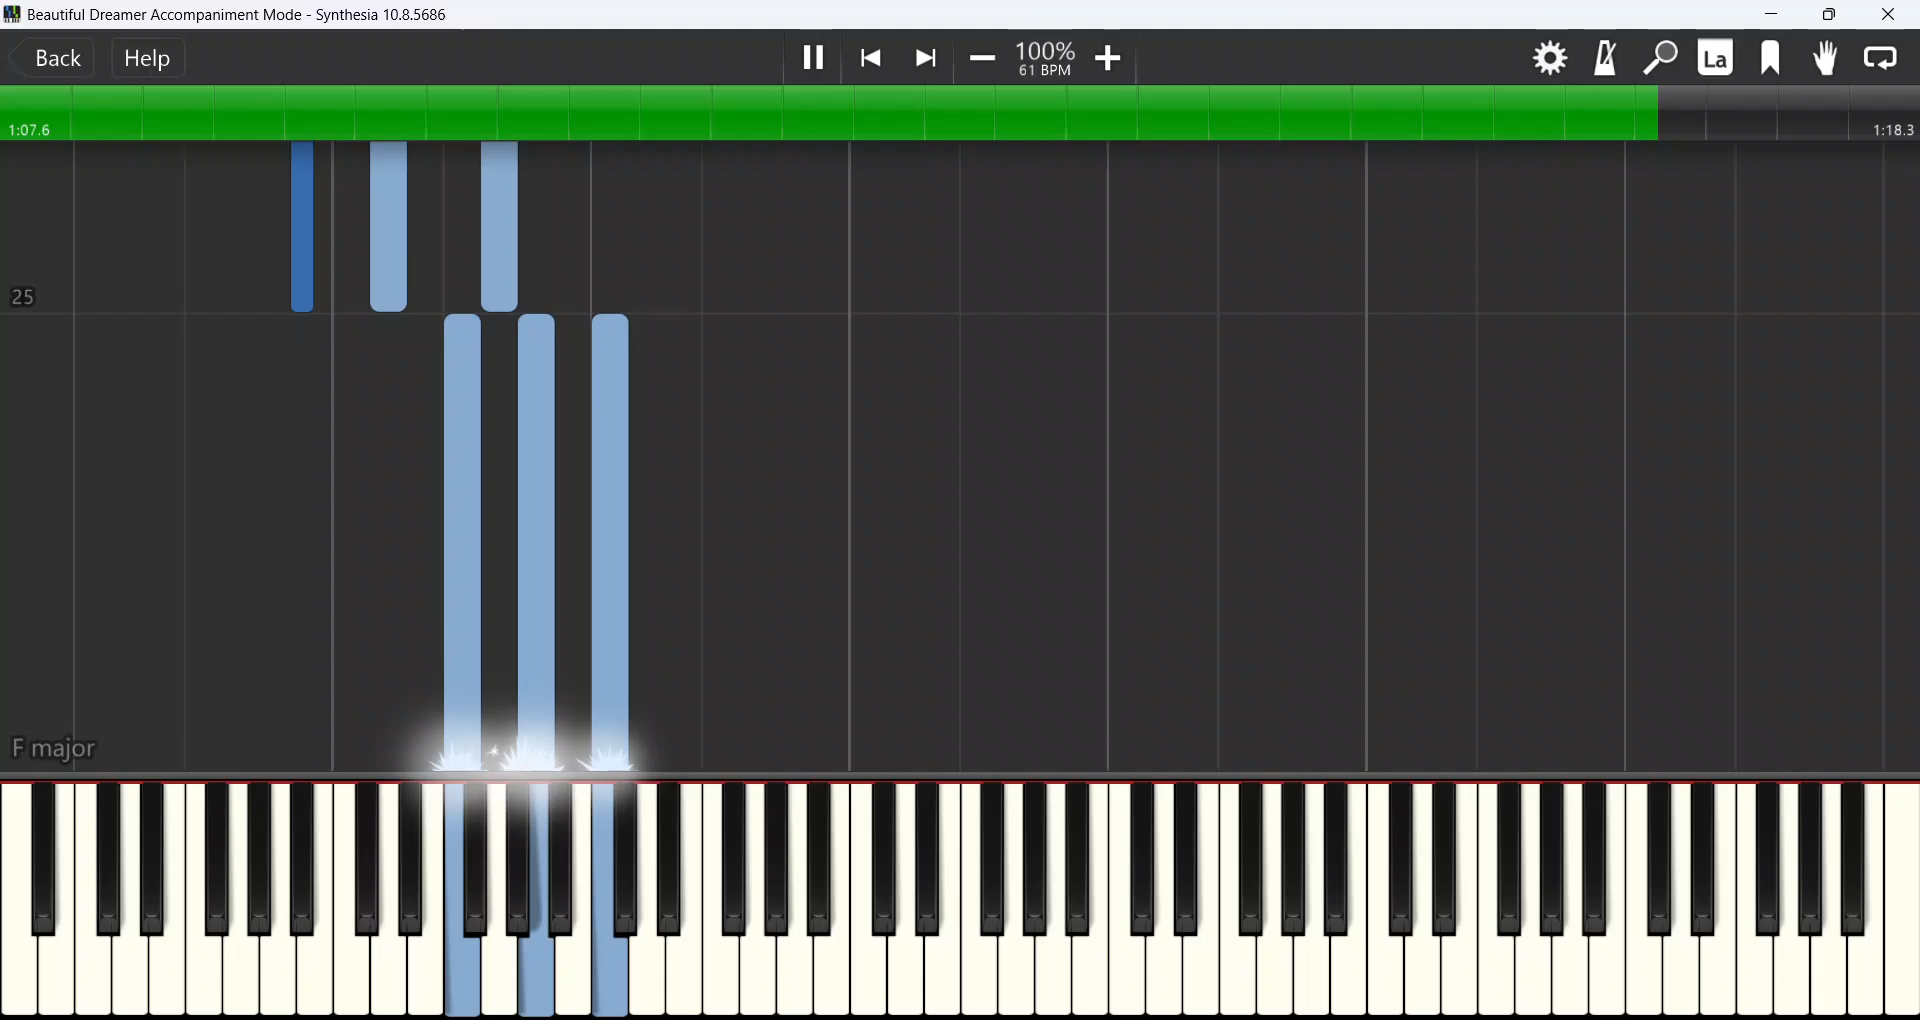 Beautiful Dreamer Accompaniment Mode - Synthesia 10.8.5686
Back
Help
100%
61 BPM
La
1:07.6
1:18.3
25
F major